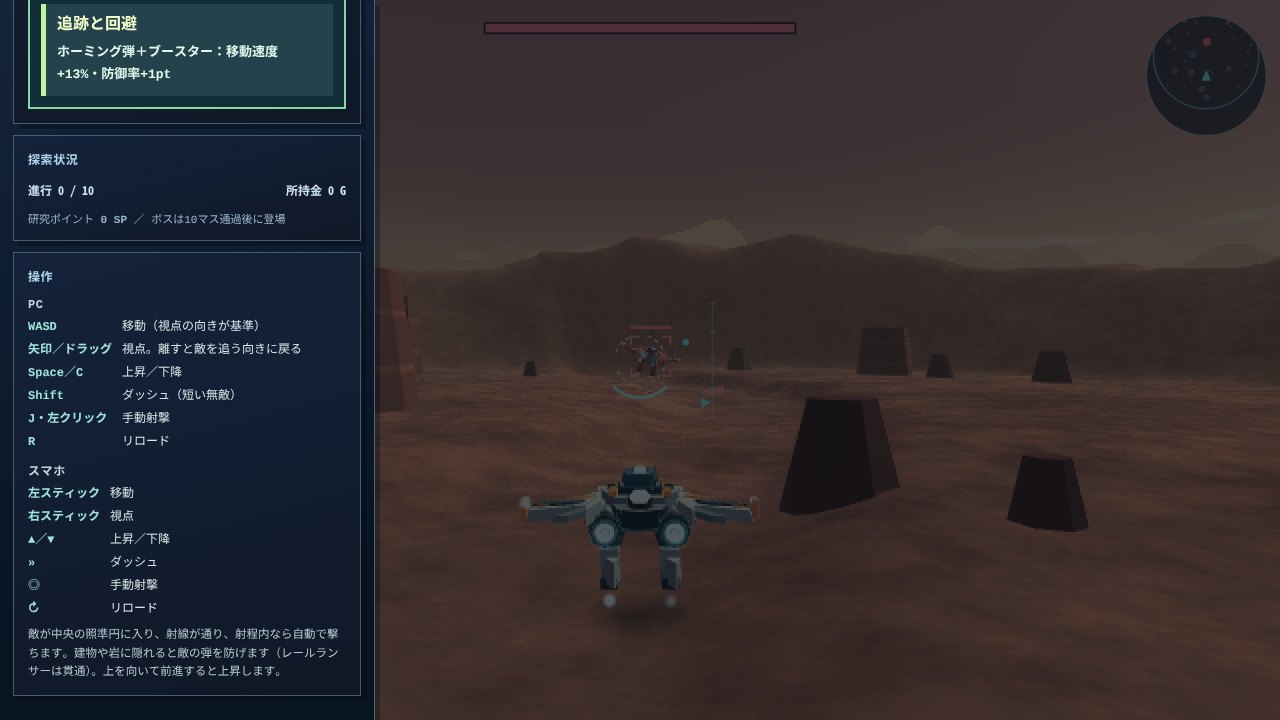 追跡と回避
ホーミング弾＋ブースター：移動速度
+13%・防御率+1pt
探索状況
進行 0 / 10 所持金 0 G
研究ポイント 0 SP ／ ボスは10マス通過後に登場
操作
PC
WASD 移動（視点の向きが基準）
矢印／ドラッグ 視点。離すと敵を追う向きに戻る
Space／C 上昇／下降
Shift ダッシュ（短い無敵）
J・左クリック 手動射撃
R リロード
スマホ
左スティック 移動
右スティック 視点
▲／▼ 上昇／下降
» ダッシュ
◎ 手動射撃
↻ リロード
敵が中央の照準円に入り、射線が通り、射程内なら自動で撃
ちます。建物や岩に隠れると敵の弾を防げます（レールラン
サーは貫通）。上を向いて前進すると上昇します。